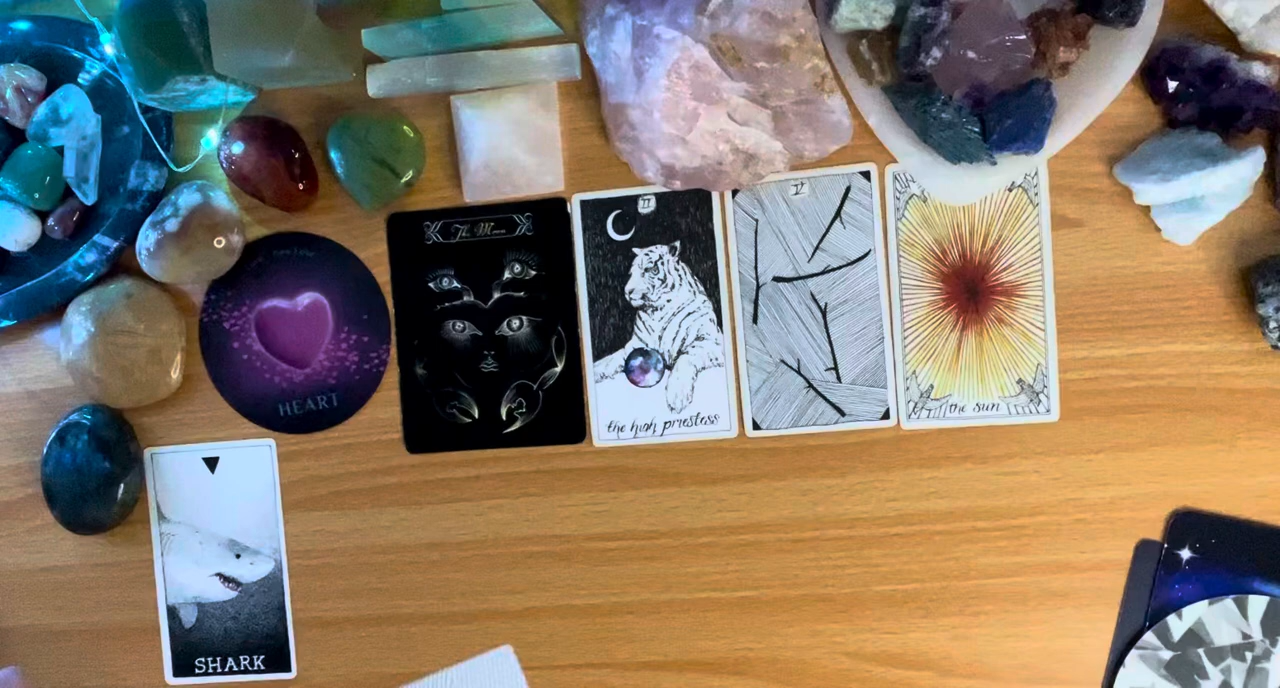 HEART
The Moon
II
the high priestess
V
the sun
SHARK